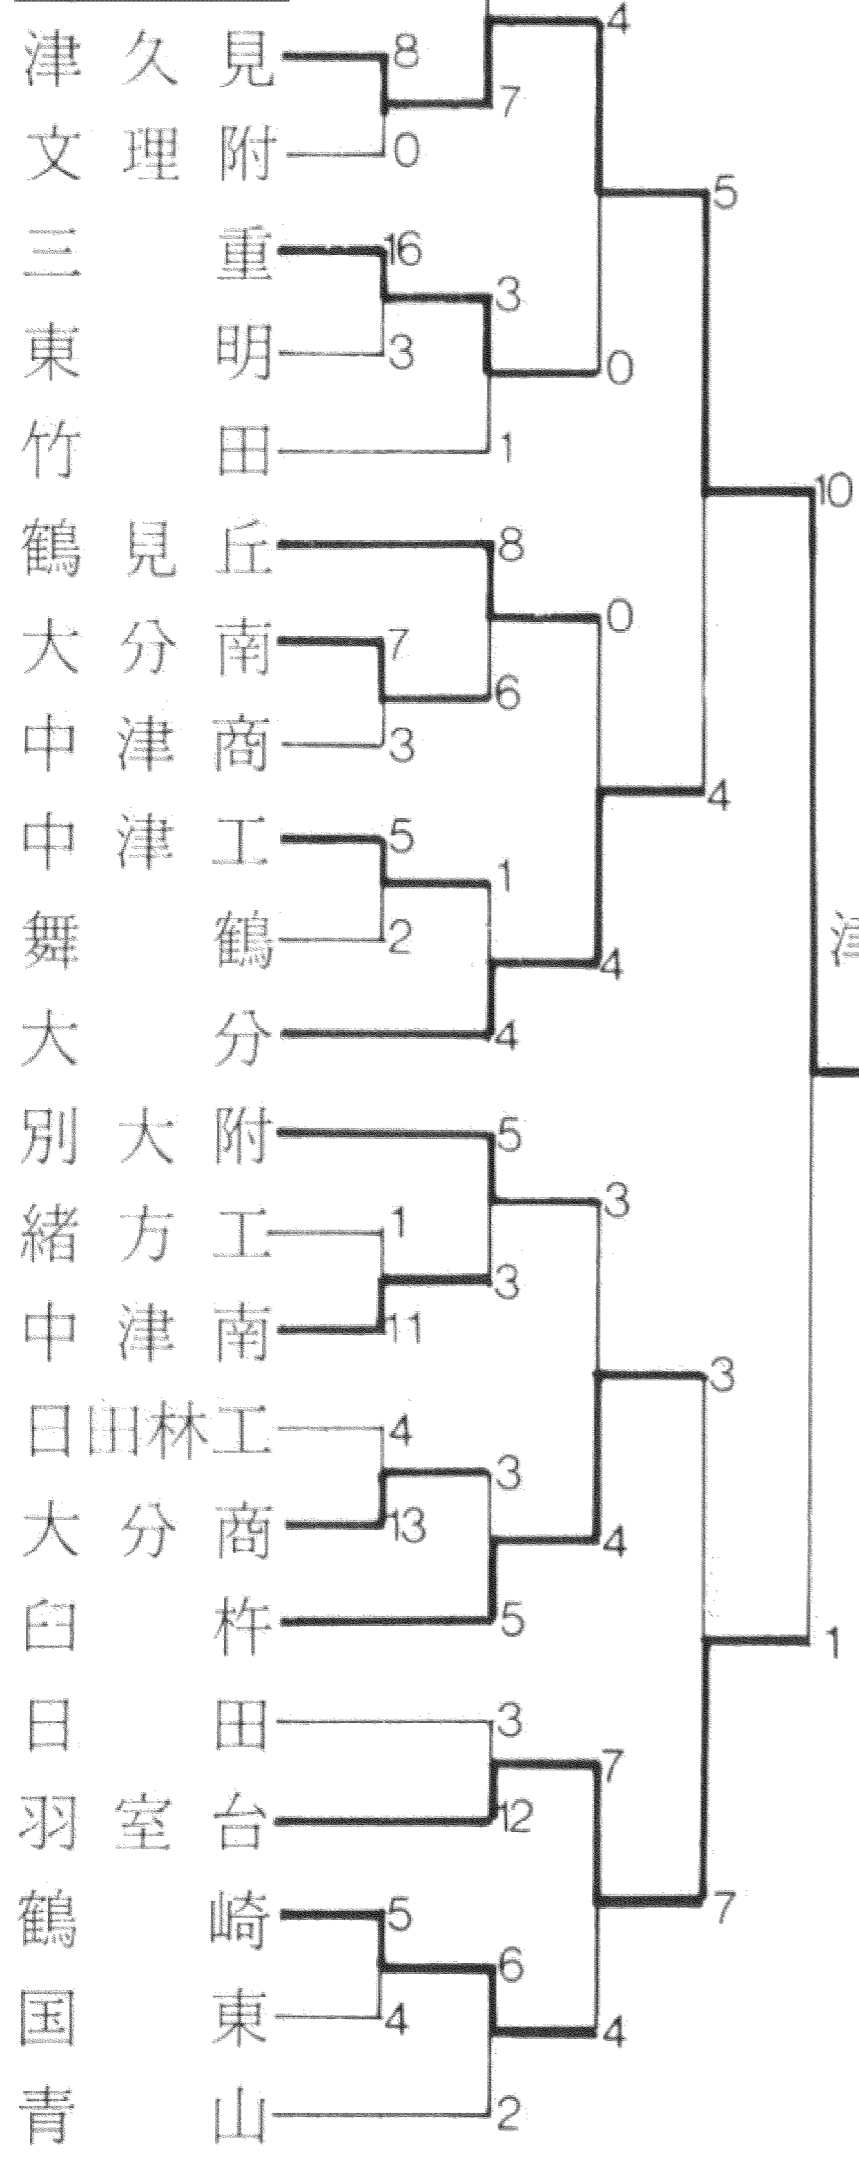 4
津久見 8
7
文理附 0
5
三重 16
3
東明 3
0
竹田 1
10
鶴見丘 8
0
大分南 7
6
中津商 3
4
中津工 5
1
舞鶴 2
津
4
大分 4
別大附 5
3
緒方工 1
3
中津南 11
3
日田林工 4
3
大分商 13
4
臼杵 5
1
日田 3
7
羽室台 12
7
鶴崎 5
6
国東 4
4
青山 2